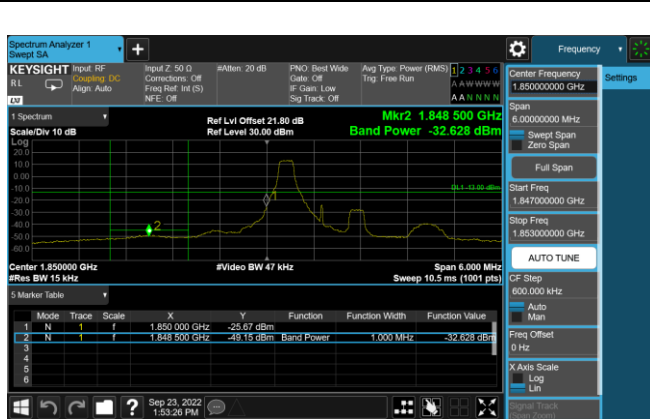 Spectrum Analyzer 1
Swept SA
Frequency
KEYSIGHT
RL
LXI
Input: RF
Coupling: DC
Align: Auto
Input Z: 50 Ω
Corrections: Off
Freq Ref: Int (S)
NFE: Off
#Atten: 20 dB
PNO: Best Wide
Gate: Off
IF Gain: Low
Sig Track: Off
Avg Type: Power (RMS)
Trig: Free Run
1 2 3 4 5 6
A A W W W W
A A N N N N
1 Spectrum
Scale/Div 10 dB
Ref Lvl Offset 21.80 dB
Ref Level 30.00 dBm
Mkr2 1.848 500 GHz
Band Power -32.628 dBm
Log
20.0
10.0
0.00
-10.0
-20.0
-30.0
-40.0
-50.0
-60.0
DL1 -13.00 dBm
2
Center 1.850000 GHz
#Video BW 47 kHz
Span 6.000 MHz
#Res BW 15 kHz
Sweep 10.5 ms (1001 pts)
5 Marker Table
Mode Trace Scale X Y Function Function Width Function Value
1 N 1 f 1.850 000 GHz -25.67 dBm
2 N 1 f 1.848 500 GHz -49.15 dBm Band Power 1.000 MHz -32.628 dBm
3
4
5
6
Sep 23, 2022
1:53:26 PM
Center Frequency
1.850000000 GHz
Settings
Span
6.00000000 MHz
Swept Span
Zero Span
Full Span
Start Freq
1.847000000 GHz
Stop Freq
1.853000000 GHz
AUTO TUNE
CF Step
600.000 kHz
Auto
Man
Freq Offset
0 Hz
X Axis Scale
Log
Lin
Signal Track
(Span Zoom)